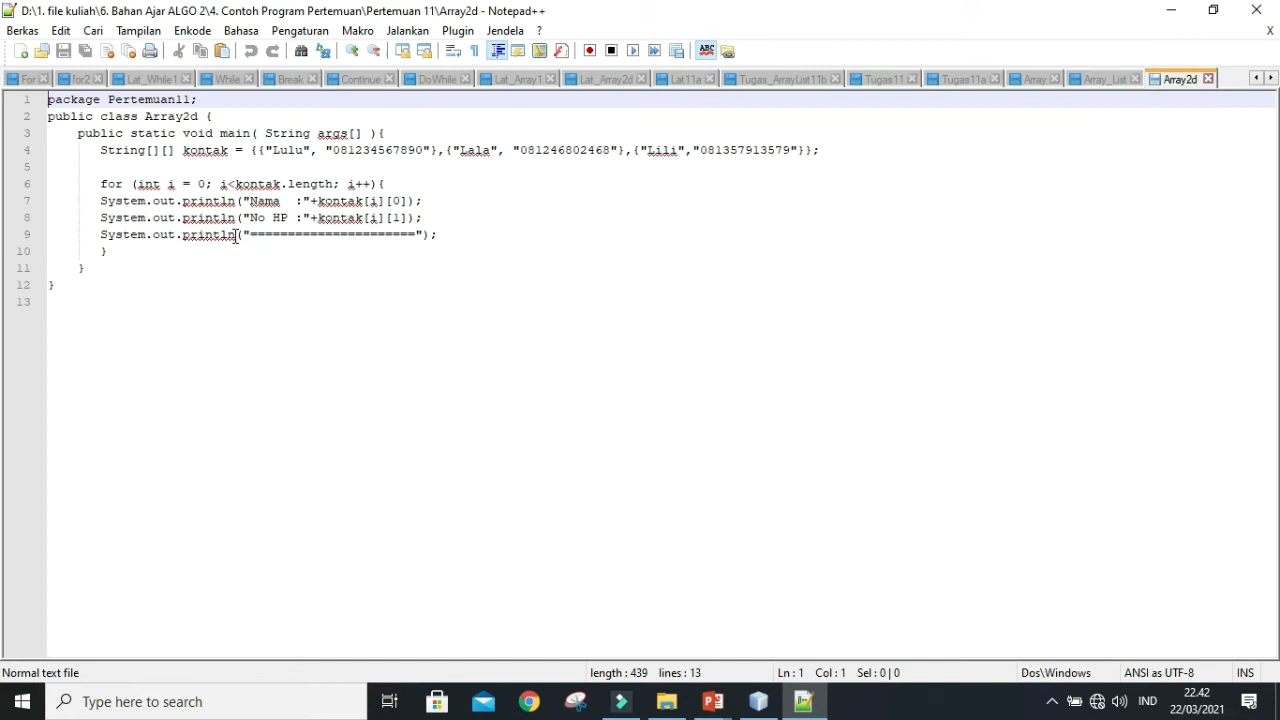 D:\1. file kuliah\6. Bahan Ajar ALGO 2\4. Contoh Program Pertemuan\Pertemuan 11\Array2d - Notepad++
Berkas Edit Cari Tampilan Enkode Bahasa Pengaturan Makro Jalankan Plugin Jendela ? X
For for2 Lat_While1 While Break Continue DoWhile Lat_Array1 Lat_Array2d Lat11a Tugas_ArrayList11b Tugas11 Tugas11a Array Array_List Array2d
1 package Pertemuan11;
2 public class Array2d {
3 public static void main( String args[] ){
4 String[][] kontak = {{"Lulu", "081234567890"},{"Lala", "081246802468"},{"Lili","081357913579"}};
5
6 for (int i = 0; i<kontak.length; i++){
7 System.out.println("Nama  :"+kontak[i][0]);
8 System.out.println("No HP :"+kontak[i][1]);
9 System.out.println("======================");
10 }
11 }
12 }
13
Normal text file length : 439 lines : 13 Ln : 1 Col : 1 Sel : 0 | 0 Dos\Windows ANSI as UTF-8 INS
Type here to search IND 22.42
22/03/2021